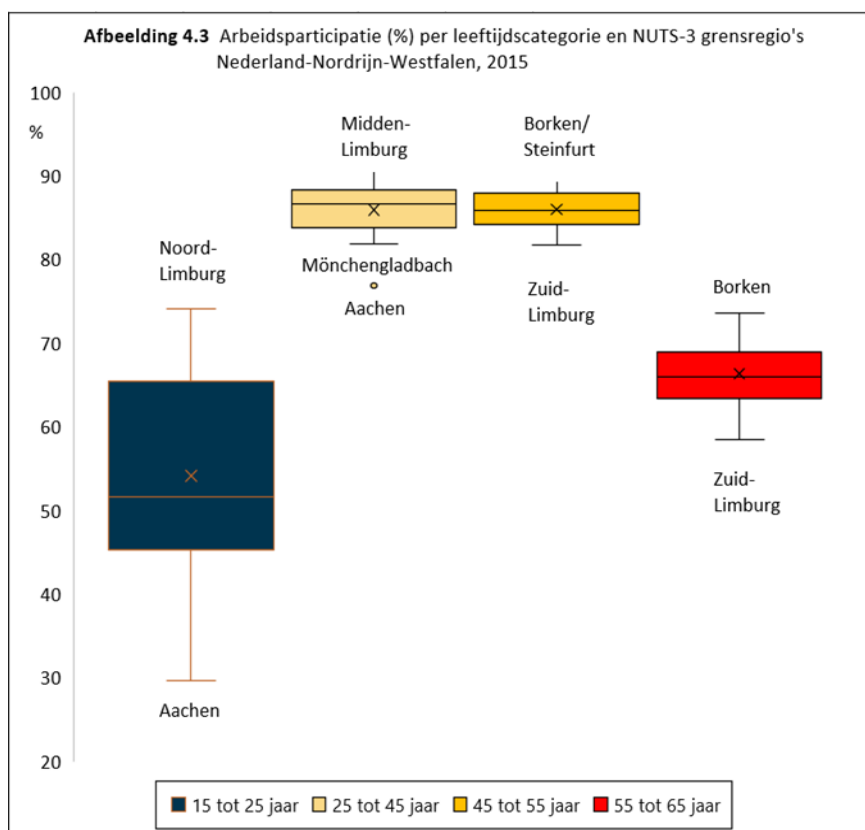 Afbeelding 4.3 Arbeidsparticipatie (%) per leeftijdscategorie en NUTS-3 grensregio's
Nederland-Nordrijn-Westfalen, 2015
100
%
90
80
70
60
50
40
30
20
Noord-
Limburg
Aachen
Midden-
Limburg
Mönchengladbach
Aachen
Borken/
Steinfurt
Zuid-
Limburg
Borken
Zuid-
Limburg
15 tot 25 jaar 25 tot 45 jaar 45 tot 55 jaar 55 tot 65 jaar